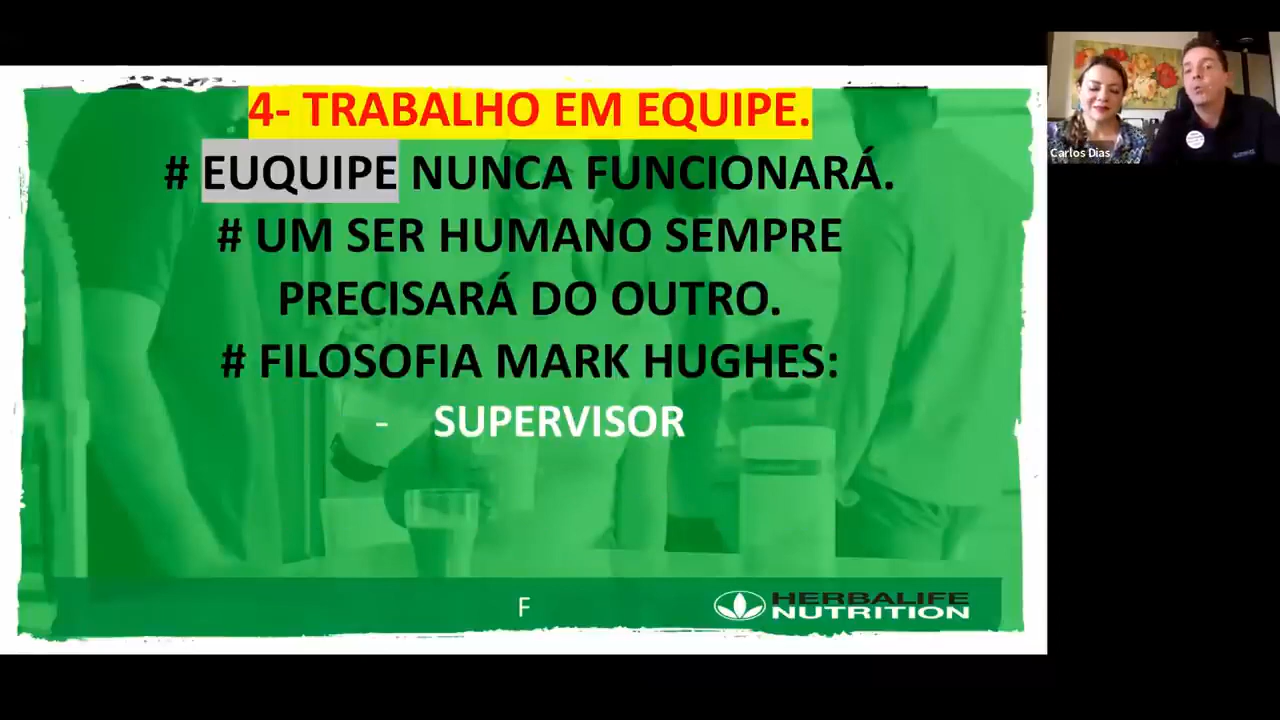 4- TRABALHO EM EQUIPE.
# EUQUIPE NUNCA FUNCIONARÁ.
# UM SER HUMANO SEMPRE
PRECISARÁ DO OUTRO.
# FILOSOFIA MARK HUGHES:
- SUPERVISOR
F
HERBALIFE
NUTRITION
Carlos Dias